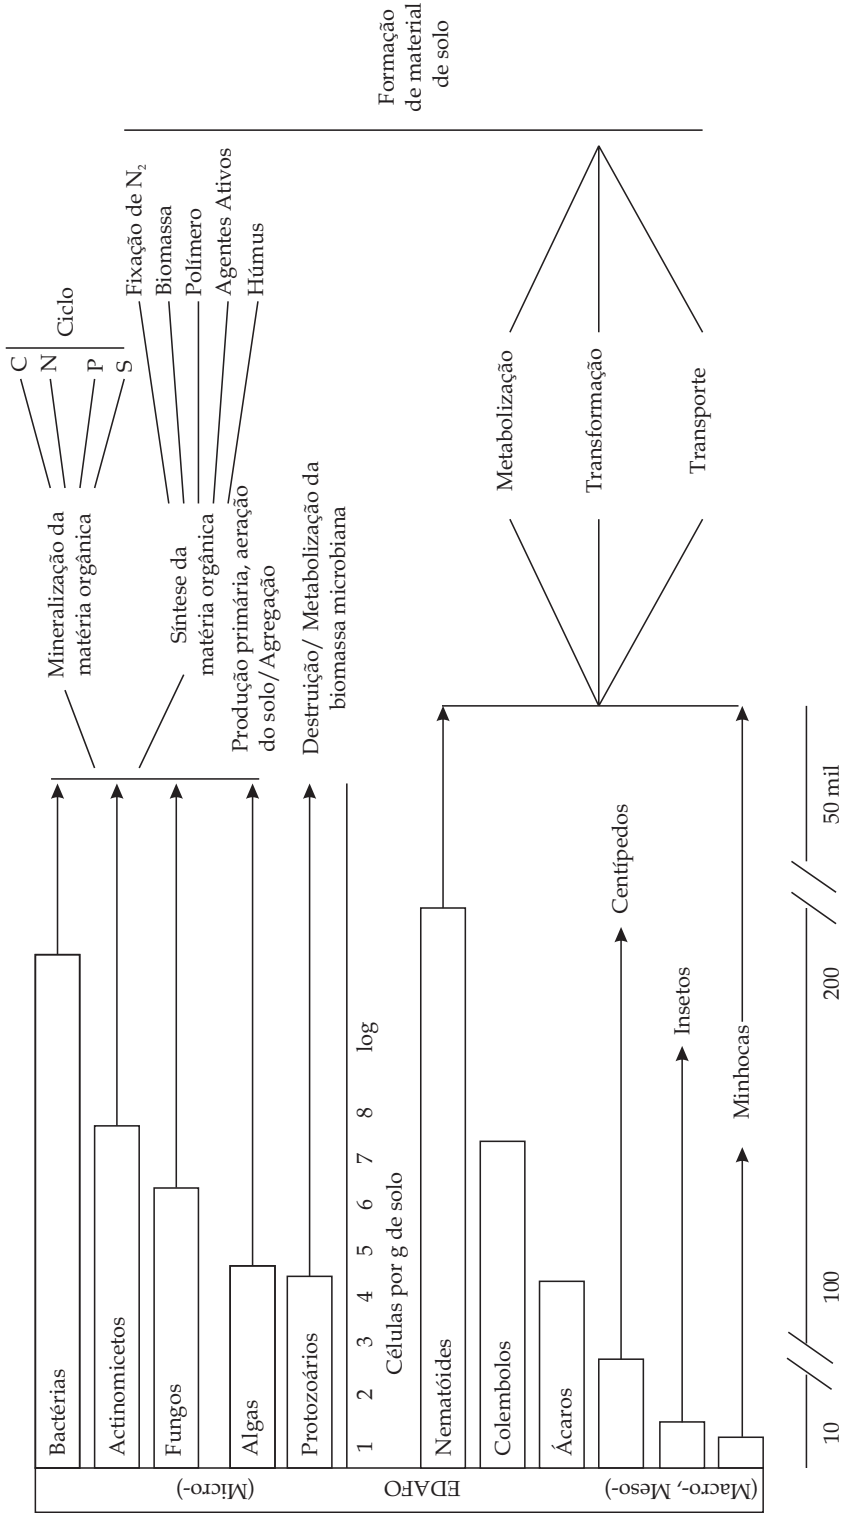 EDAFO
(Micro-)
(Macro-, Meso-)
Bactérias
Actinomicetos
Fungos
Algas
Protozoários
1 2 3 4 5 6 7 8 log
Células por g de solo
Mineralização da
matéria orgânica
C
N
P
S
Ciclo
Síntese da
matéria orgânica
Fixação de N₂
Biomassa
Polímero
Agentes Ativos
Húmus
Produção primária, aeração
do solo/Agregação
Destruição/ Metabolização da
biomassa microbiana
Nematóides
Colembolos
Ácaros
Centípedos
Insetos
Minhocas
10 100 200 50 mil
Metabolização
Transformação
Transporte
Formação
de material
de solo